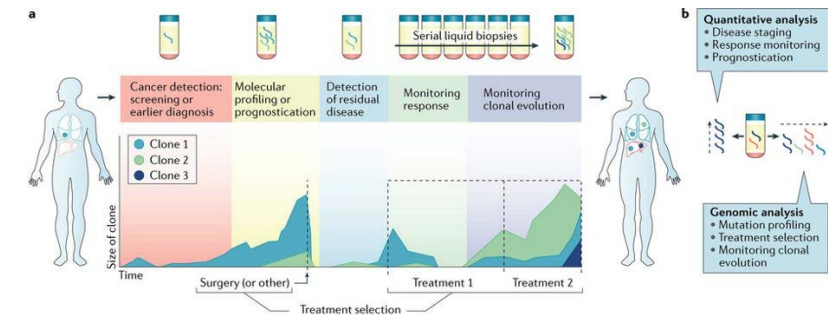 a
Serial liquid biopsies
Cancer detection:
screening or
earlier diagnosis
Molecular
profiling or
prognostication
Detection
of residual
disease
Monitoring
response
Monitoring
clonal evolution
Clone 1
Clone 2
Clone 3
Size of clone
Time
Surgery (or other)
Treatment 1
Treatment 2
Treatment selection
b
Quantitative analysis
• Disease staging
• Response monitoring
• Prognostication
Genomic analysis
• Mutation profiling
• Treatment selection
• Monitoring clonal
evolution